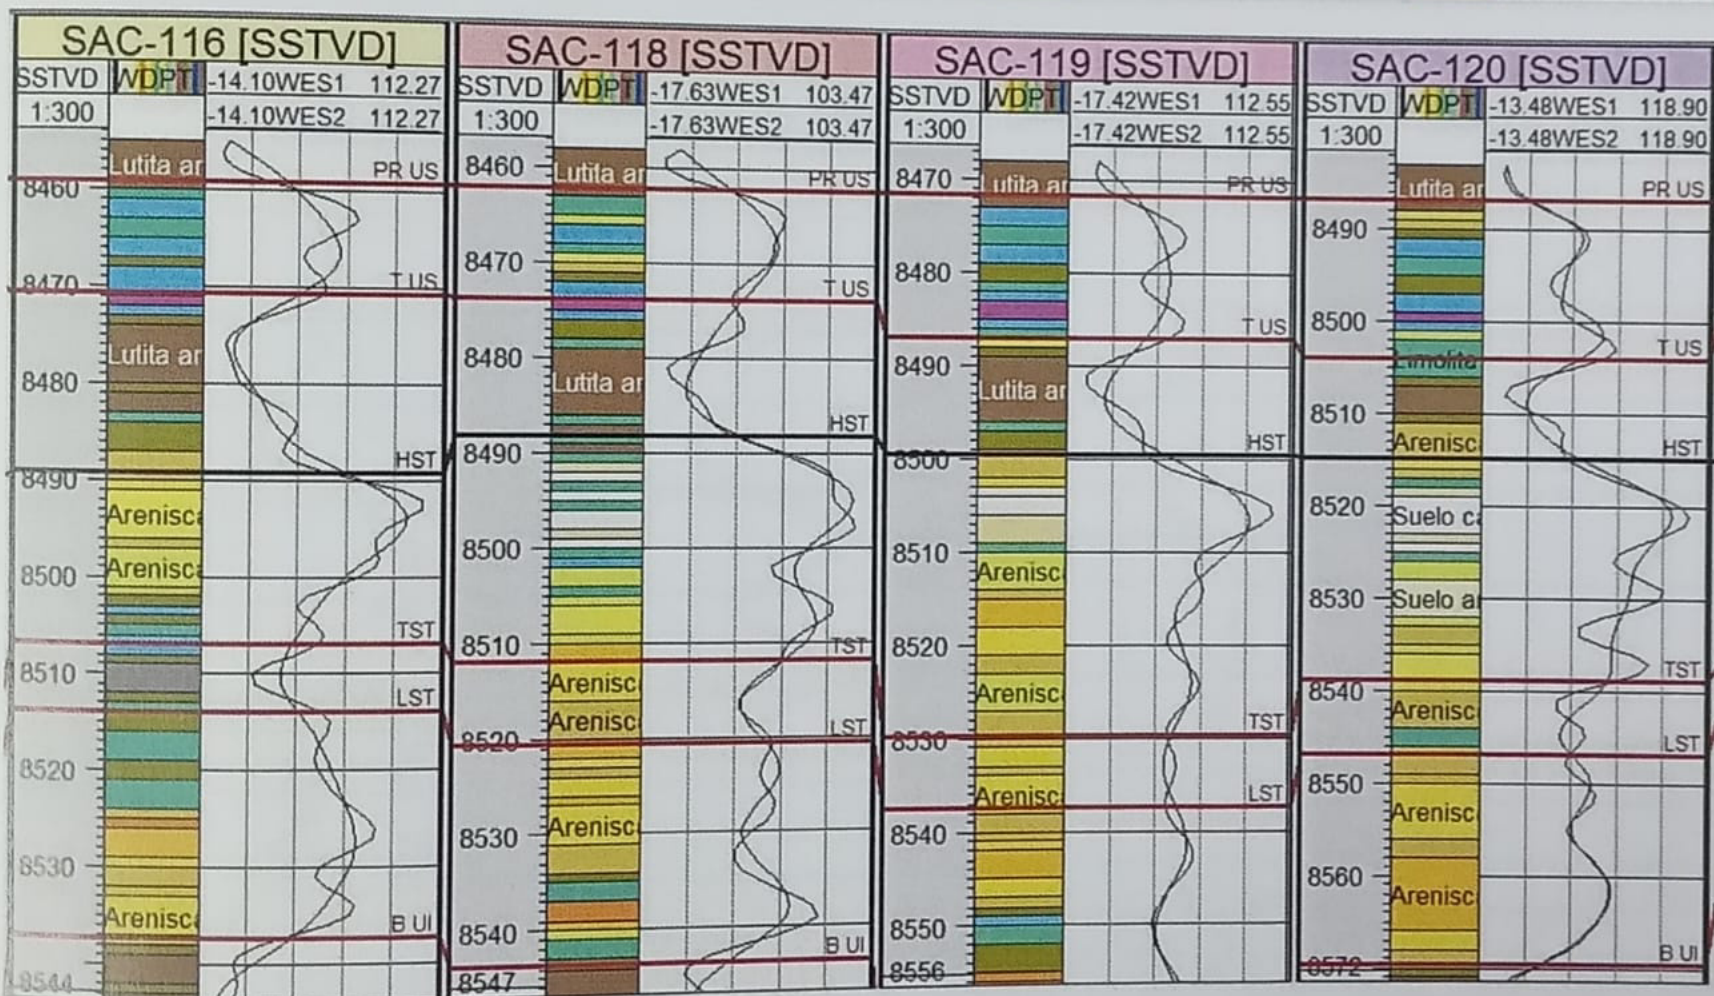 SAC-116 [SSTVD]
SSTVD WDPT -14.10WES1 112.27
1:300 -14.10WES2 112.27
Lutita ar
PR US
8460
8470
T US
Lutita ar
8480
HST
8490
Arenisca
Arenisca
8500
TST
8510
LST
8520
8530
Arenisca
B UI
8544
SAC-118 [SSTVD]
SSTVD WDPT -17.63WES1 103.47
1:300 -17.63WES2 103.47
8460
Lutita ar
PR US
8470
T US
8480
Lutita ar
HST
8490
8500
8510
TST
Arenisca
Arenisca
LST
8520
8530
Arenisca
8540
B UI
8547
SAC-119 [SSTVD]
SSTVD WDPT -17.42WES1 112.55
1:300 -17.42WES2 112.55
8470
Lutita ar
PR US
8480
T US
8490
Lutita ar
HST
8500
8510
Arenisca
8520
Arenisca
TST
8530
Arenisca
LST
8540
8550
8556
SAC-120 [SSTVD]
SSTVD WDPT -13.48WES1 118.90
1:300 -13.48WES2 118.90
Lutita ar
PR US
8490
8500
T US
Limolita
8510
Arenisc
HST
8520
Suelo ca
8530
Suelo ar
TST
8540
Arenisc
LST
8550
Arenisc
8560
Arenisc
B UI
8572